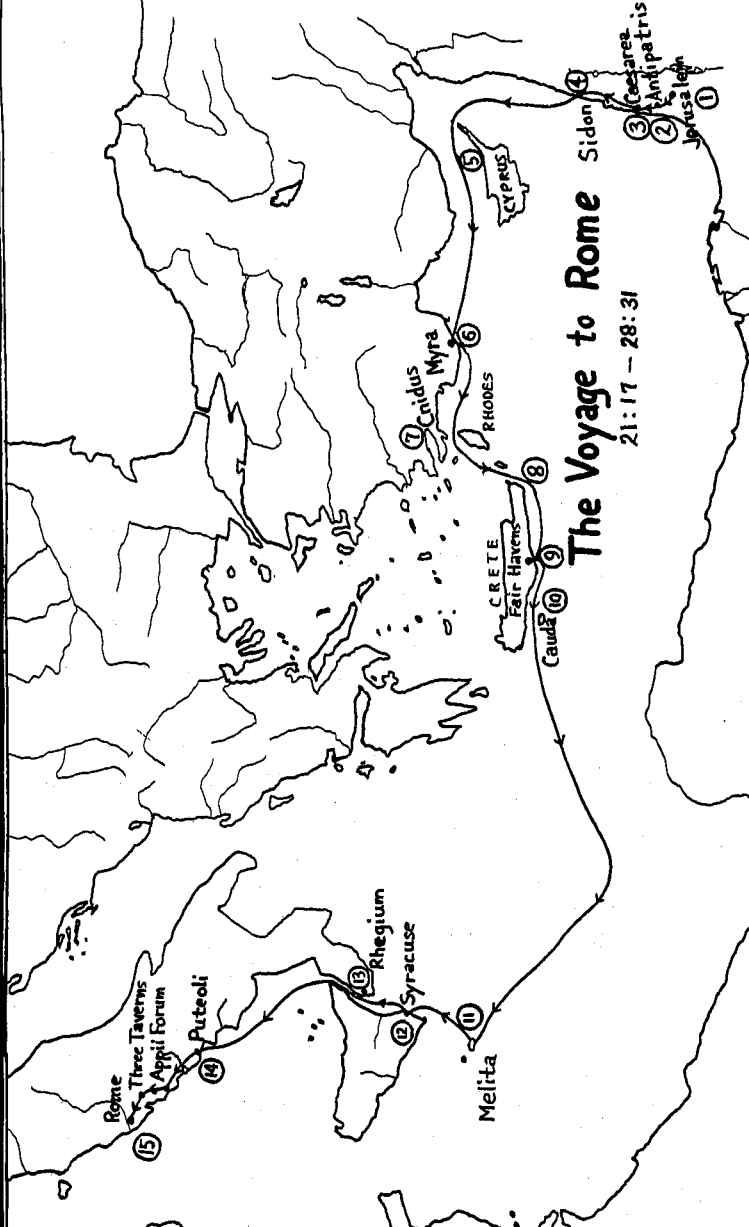 The Voyage to Rome
21:17 – 28:31
①
Jerusalem
②
Antipatris
③
Caesarea
④
Sidon
⑤
CYPRUS
⑥
Myra
⑦
Cnidus
RHODES
⑧
CRETE
Fair Havens
⑨
⑩
Cauda
⑪
Melita
⑫
Syracuse
⑬
Rhegium
⑭
Puteoli
Appii Forum
Three Taverns
Rome
⑮